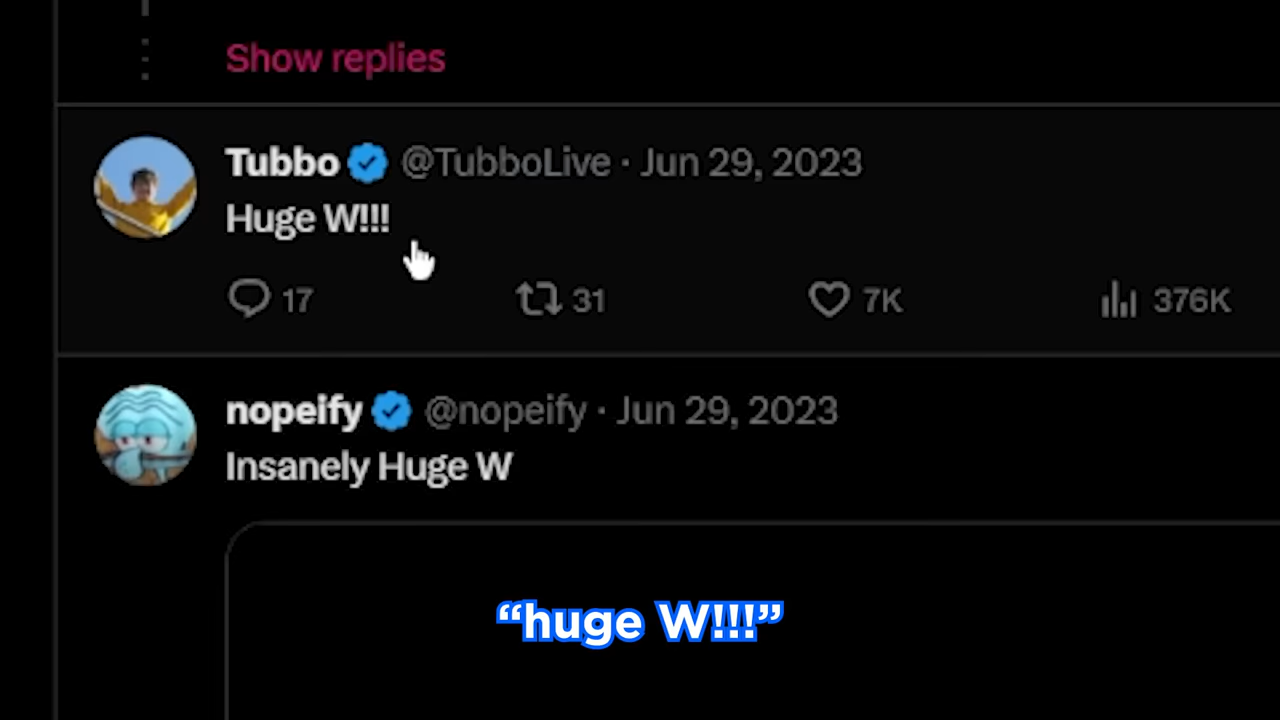 Show replies
Tubbo @TubboLive · Jun 29, 2023
Huge W!!!
17 31 7K 376K
nopeify @nopeify · Jun 29, 2023
Insanely Huge W
“huge W!!!”